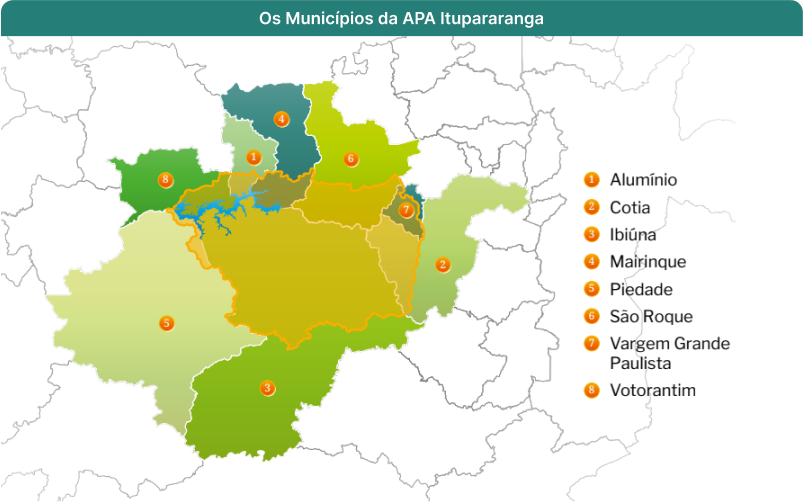 Os Municípios da APA Itupararanga
4
1
6
8
7
2
5
3
1 Alumínio
2 Cotia
3 Ibiúna
4 Mairinque
5 Piedade
6 São Roque
7 Vargem Grande
Paulista
8 Votorantim